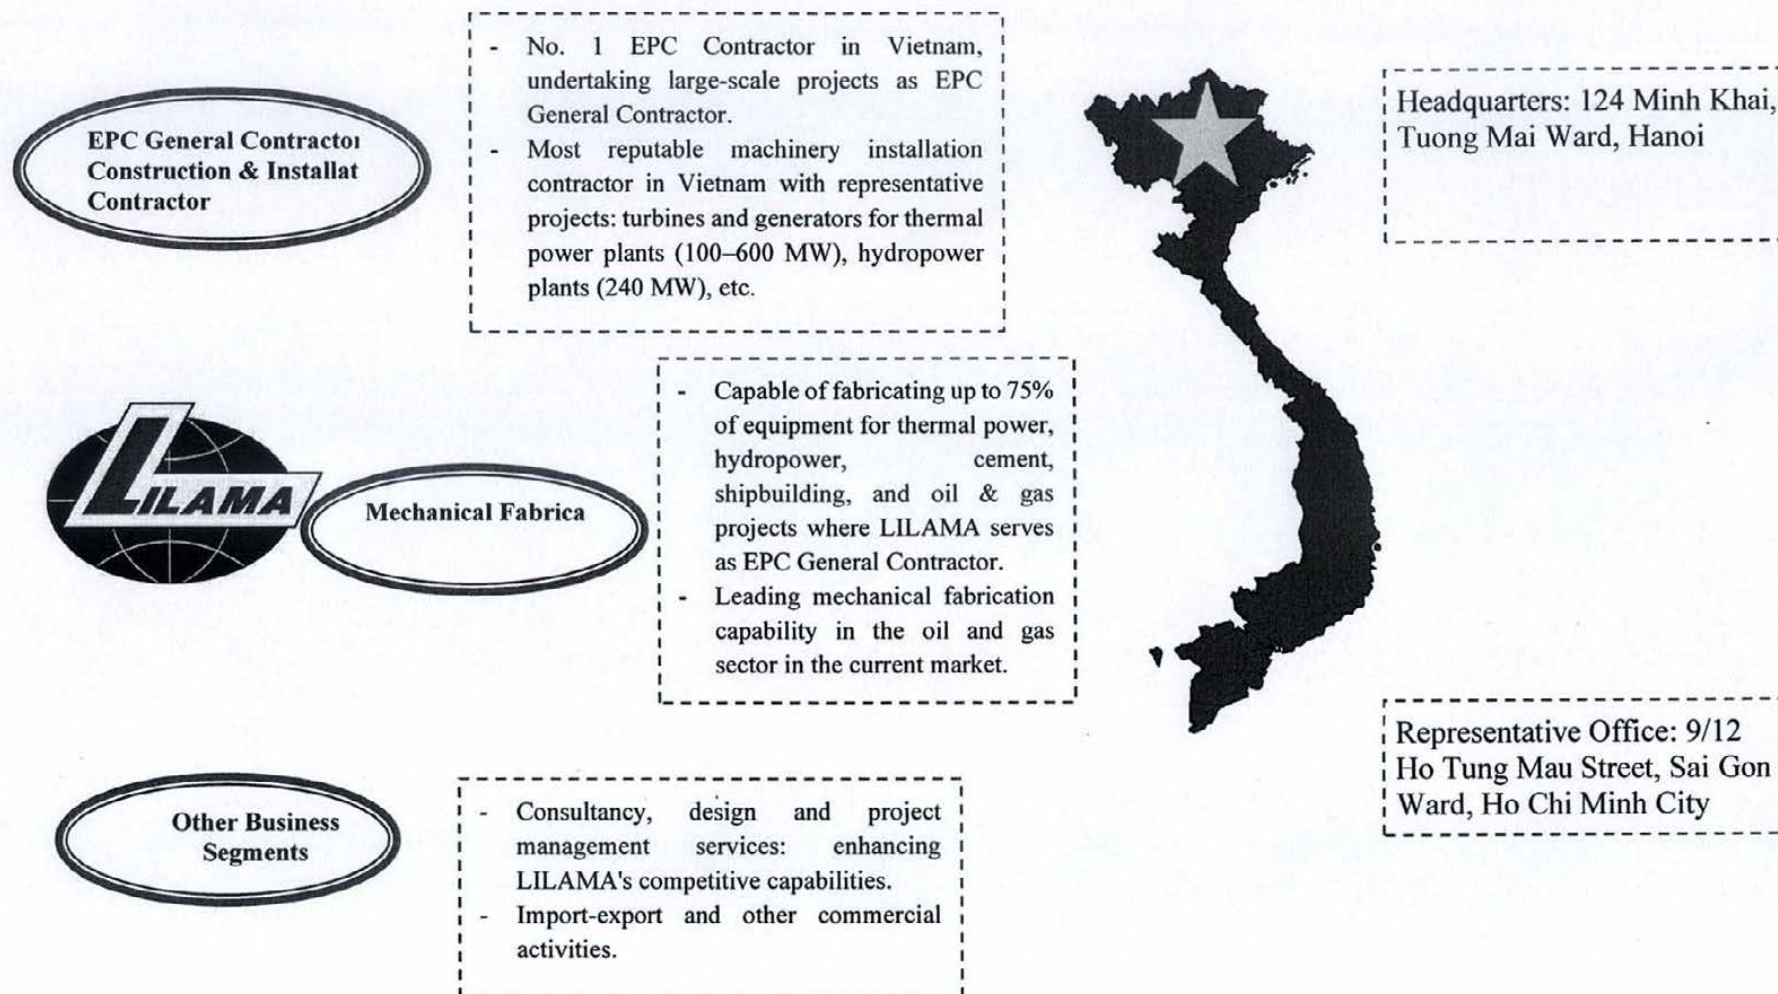 EPC General Contractor
Construction & Installat
Contractor
- No. 1 EPC Contractor in Vietnam,
undertaking large-scale projects as EPC
General Contractor.
- Most reputable machinery installation
contractor in Vietnam with representative
projects: turbines and generators for thermal
power plants (100–600 MW), hydropower
plants (240 MW), etc.
Headquarters: 124 Minh Khai,
Tuong Mai Ward, Hanoi
LILAMA
Mechanical Fabrica
- Capable of fabricating up to 75%
of equipment for thermal power,
hydropower, cement,
shipbuilding, and oil & gas
projects where LILAMA serves
as EPC General Contractor.
- Leading mechanical fabrication
capability in the oil and gas
sector in the current market.
Representative Office: 9/12
Ho Tung Mau Street, Sai Gon
Ward, Ho Chi Minh City
Other Business
Segments
- Consultancy, design and project
management services: enhancing
LILAMA's competitive capabilities.
- Import-export and other commercial
activities.